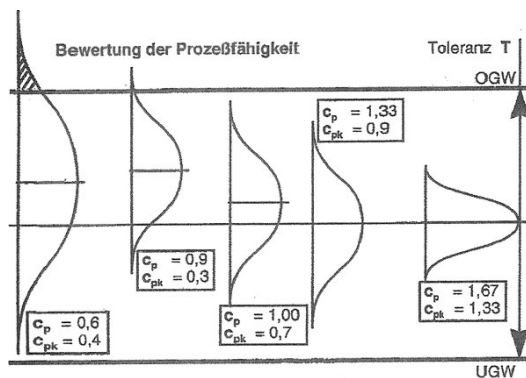 Bewertung der Prozeßfähigkeit
Toleranz T
OGW
cp = 1,33
cpk = 0,9
cp = 0,9
cpk = 0,3
cp = 1,00
cpk = 0,7
cp = 1,67
cpk = 1,33
cp = 0,6
cpk = 0,4
UGW